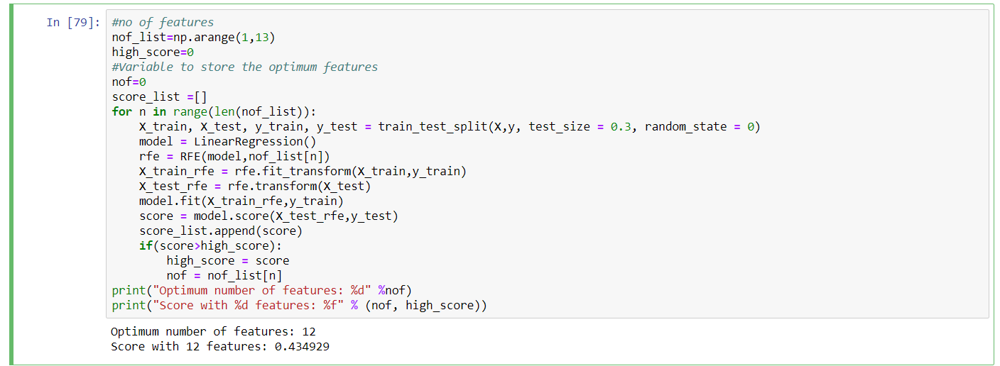 In [79]: #no of features
nof_list=np.arange(1,13)
high_score=0
#Variable to store the optimum features
nof=0
score_list =[]
for n in range(len(nof_list)):
    X_train, X_test, y_train, y_test = train_test_split(X,y, test_size = 0.3, random_state = 0)
    model = LinearRegression()
    rfe = RFE(model,nof_list[n])
    X_train_rfe = rfe.fit_transform(X_train,y_train)
    X_test_rfe = rfe.transform(X_test)
    model.fit(X_train_rfe,y_train)
    score = model.score(X_test_rfe,y_test)
    score_list.append(score)
    if(score>high_score):
        high_score = score
        nof = nof_list[n]
print("Optimum number of features: %d" %nof)
print("Score with %d features: %f" % (nof, high_score))
Optimum number of features: 12
Score with 12 features: 0.434929